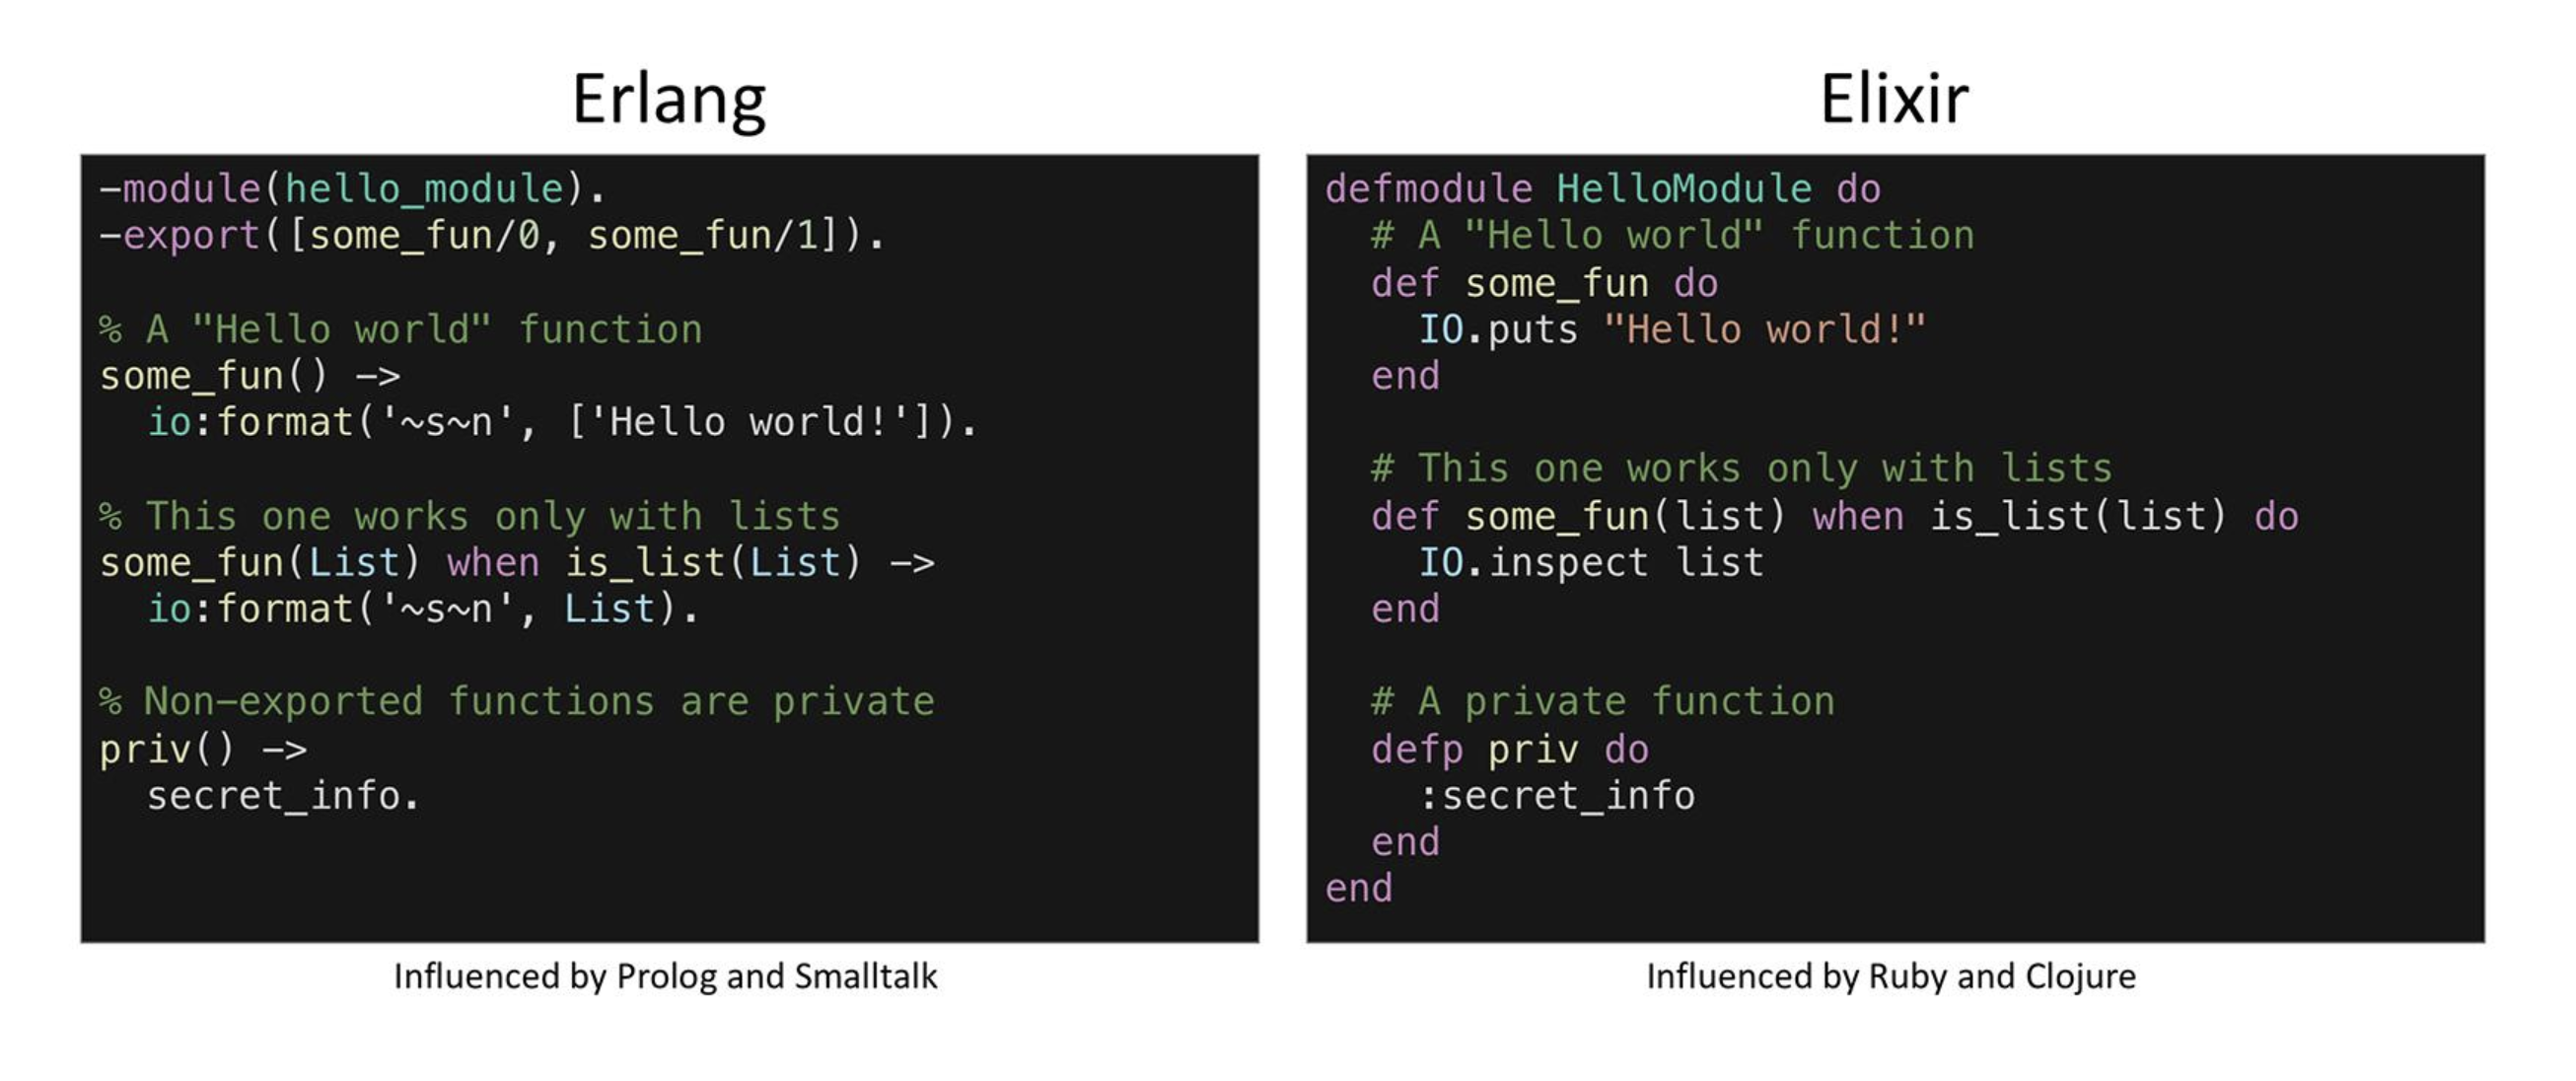 Erlang
-module(hello_module).
-export([some_fun/0, some_fun/1]).

% A "Hello world" function
some_fun() ->
  io:format('~s~n', ['Hello world!']).

% This one works only with lists
some_fun(List) when is_list(List) ->
  io:format('~s~n', List).

% Non-exported functions are private
priv() ->
  secret_info.
Influenced by Prolog and Smalltalk
Elixir
defmodule HelloModule do
  # A "Hello world" function
  def some_fun do
    IO.puts "Hello world!"
  end

  # This one works only with lists
  def some_fun(list) when is_list(list) do
    IO.inspect list
  end

  # A private function
  defp priv do
    :secret_info
  end
end
Influenced by Ruby and Clojure